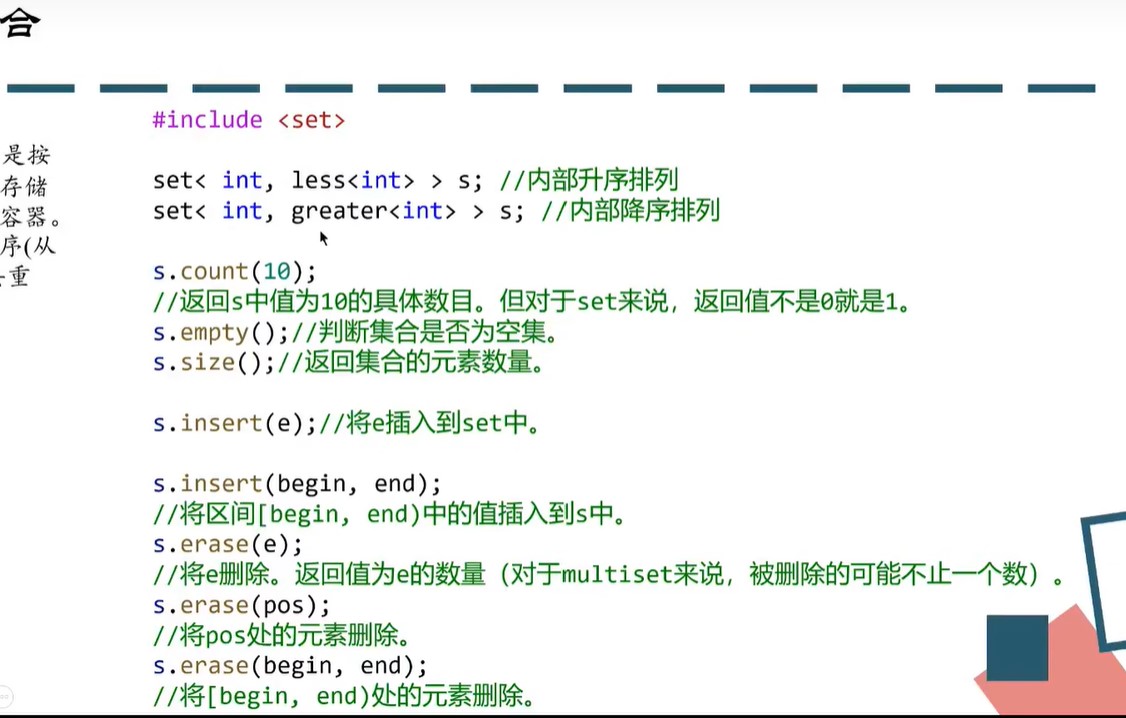 合
是按
存储
容器。
序(从
重
#include <set>
set< int, less<int> > s; //内部升序排列
set< int, greater<int> > s; //内部降序排列
s.count(10);
//返回s中值为10的具体数目。但对于set来说，返回值不是0就是1。
s.empty();//判断集合是否为空集。
s.size();//返回集合的元素数量。
s.insert(e);//将e插入到set中。
s.insert(begin, end);
//将区间[begin, end)中的值插入到s中。
s.erase(e);
//将e删除。返回值为e的数量（对于multiset来说，被删除的可能不止一个数）。
s.erase(pos);
//将pos处的元素删除。
s.erase(begin, end);
//将[begin, end)处的元素删除。